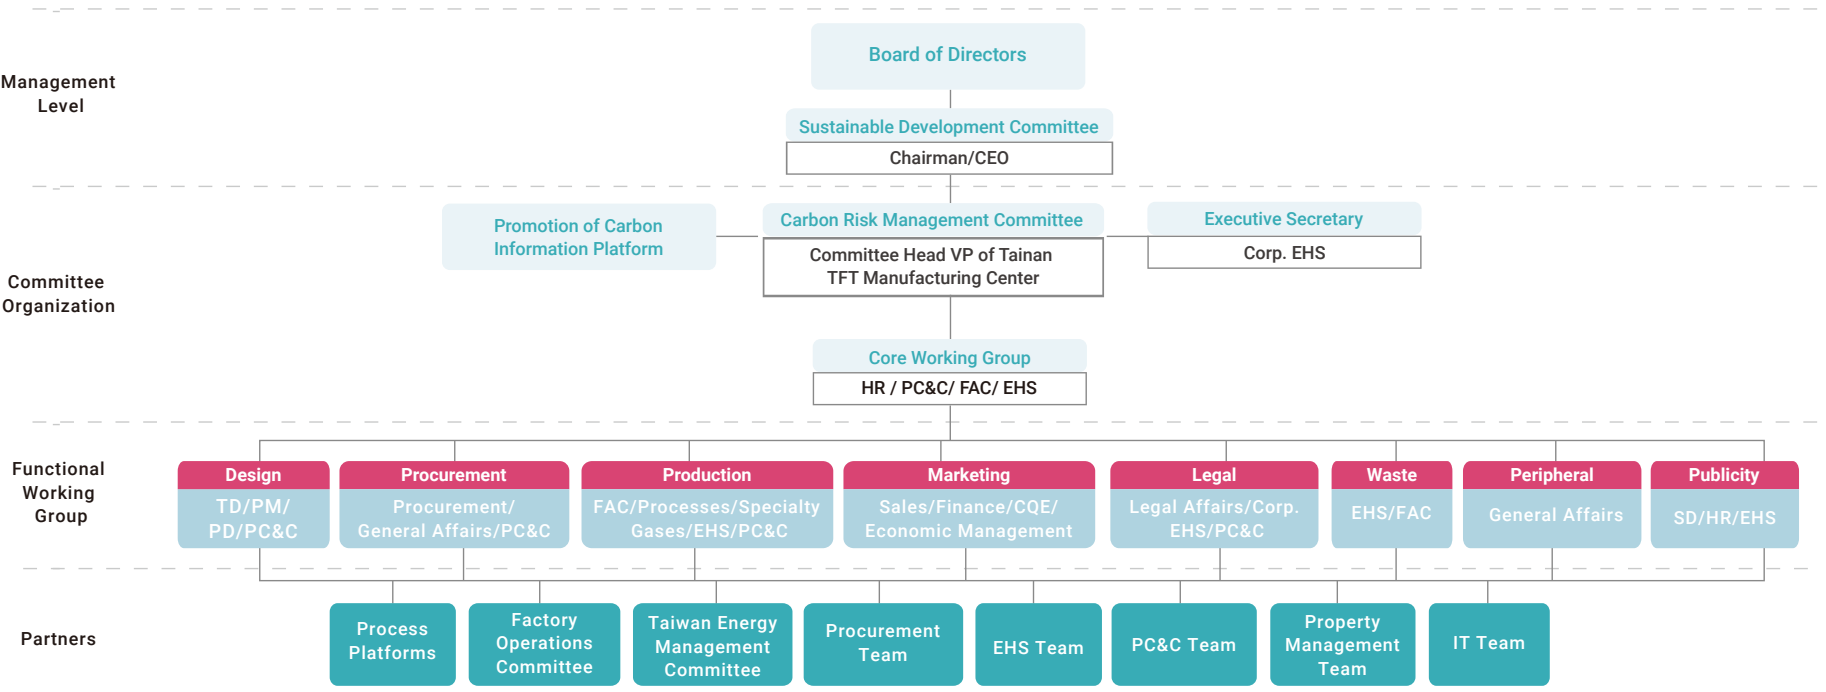 Management
Level
Board of Directors
Sustainable Development Committee
Chairman/CEO
Committee
Organization
Promotion of Carbon
Information Platform
Carbon Risk Management Committee
Committee Head VP of Tainan
TFT Manufacturing Center
Executive Secretary
Corp. EHS
Core Working Group
HR / PC&C/ FAC/ EHS
Functional
Working
Group
Design
TD/PM/
PD/PC&C
Procurement
Procurement/
General Affairs/PC&C
Production
FAC/Processes/Specialty
Gases/EHS/PC&C
Marketing
Sales/Finance/CQE/
Economic Management
Legal
Legal Affairs/Corp.
EHS/PC&C
Waste
EHS/FAC
Peripheral
General Affairs
Publicity
SD/HR/EHS
Partners
Process
Platforms
Factory
Operations
Committee
Taiwan Energy
Management
Committee
Procurement
Team
EHS Team
PC&C Team
Property
Management
Team
IT Team